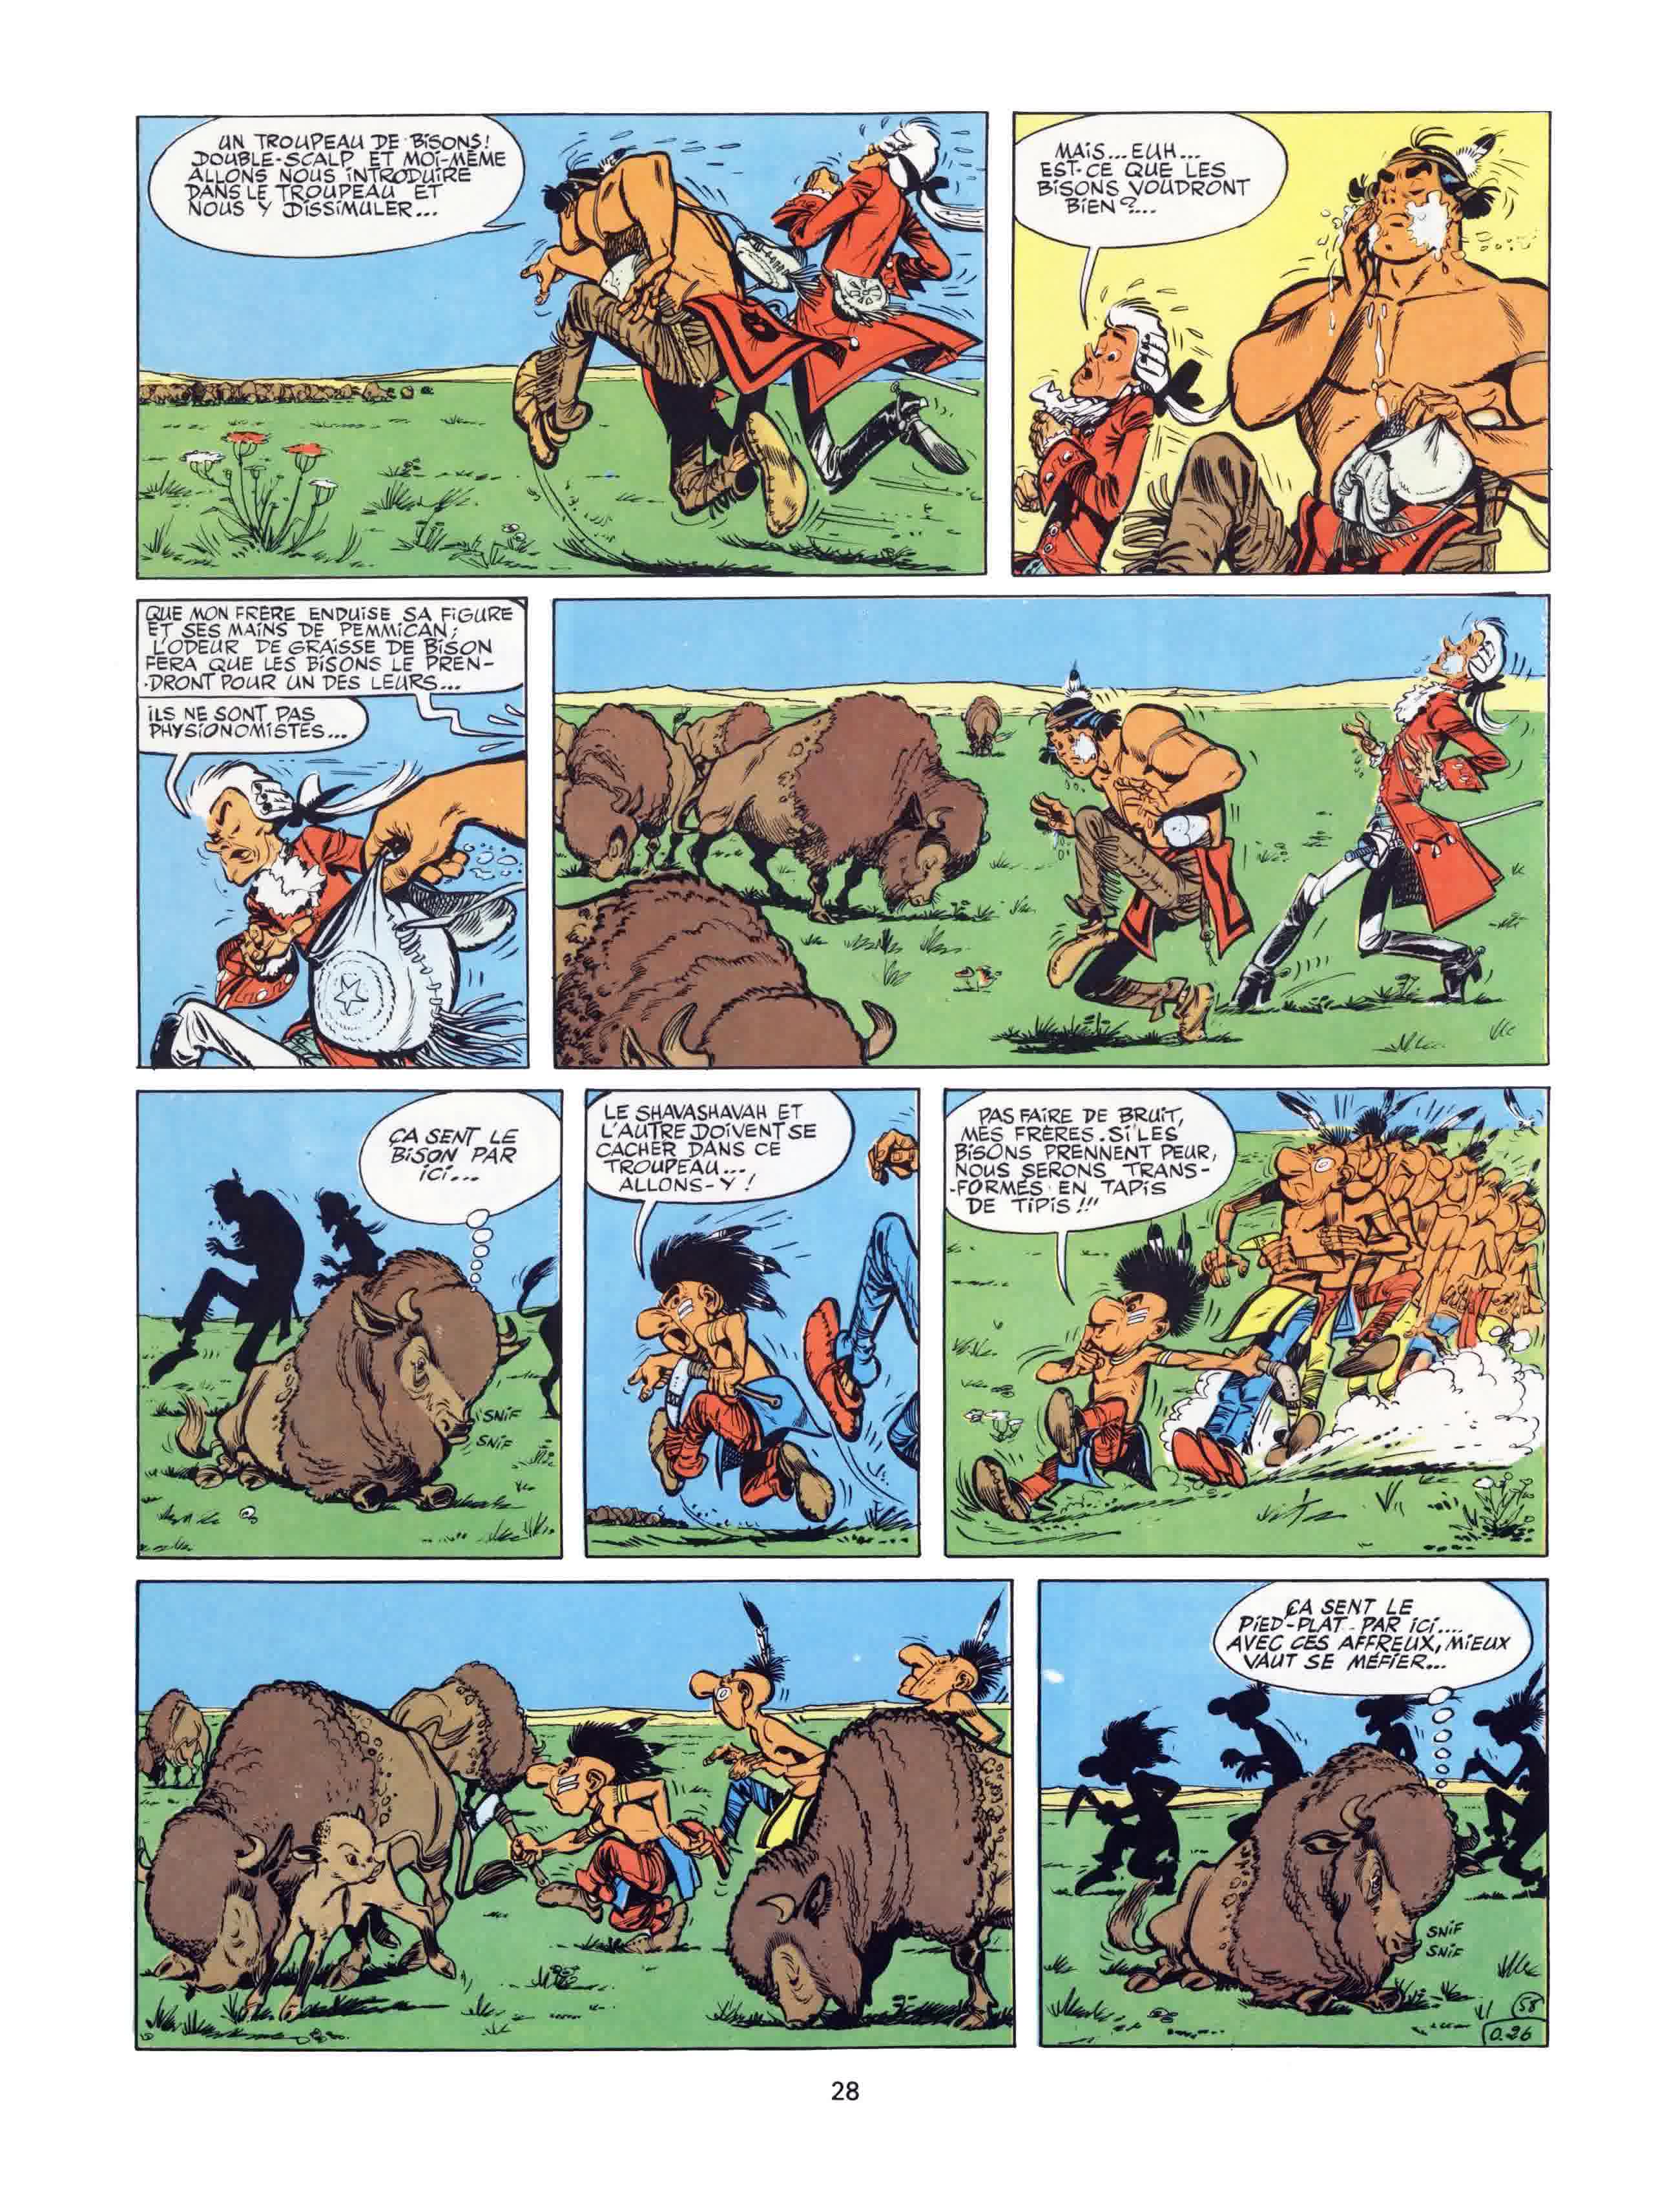 UN TROUPEAU DE BISONS!
DOUBLE-SCALP ET MOI-MÊME
ALLONS NOUS INTRODUIRE
DANS LE TROUPEAU ET
NOUS Y DISSIMULER...
MAIS...EUH...
EST-CE QUE LES
BISONS VOUDRONT
BIEN?...
QUE MON FRÈRE ENDUISE SA FIGURE
ET SES MAINS DE PEMMICAN;
L'ODEUR DE GRAISSE DE BISON
FERA QUE LES BISONS LE PREN-
-DRONT POUR UN DES LEURS...
ILS NE SONT PAS
PHYSIONOMISTES...
ÇA SENT LE
BISON PAR
ICI...
SNIF
SNIF
LE SHAVASHAVAH ET
L'AUTRE DOIVENT SE
CACHER DANS CE
TROUPEAU...
ALLONS-Y!
PAS FAIRE DE BRUIT,
MES FRÈRES. SI LES
BISONS PRENNENT PEUR,
NOUS SERONS TRANS-
-FORMÉS EN TAPIS
DE TIPIS!!!
ÇA SENT LE
PIED-PLAT PAR ICI....
AVEC CES AFFREUX, MIEUX
VAUT SE MÉFIER...
SNIF
SNIF
58
0.26
28